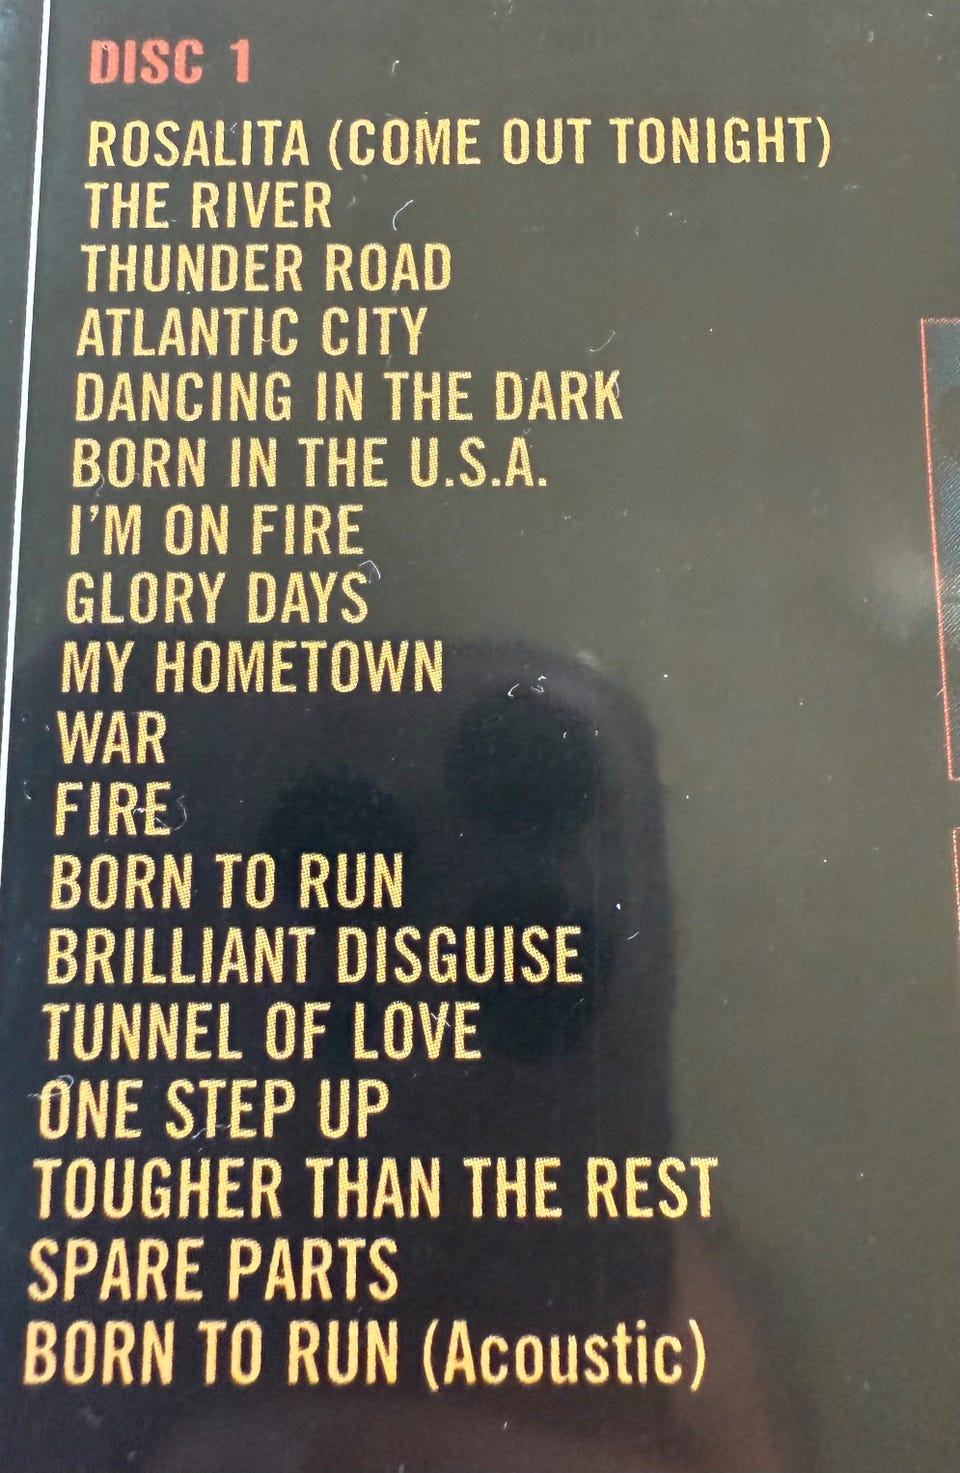 DISC 1
ROSALITA (COME OUT TONIGHT)
THE RIVER
THUNDER ROAD
ATLANTIC CITY
DANCING IN THE DARK
BORN IN THE U.S.A.
I'M ON FIRE
GLORY DAYS
MY HOMETOWN
WAR
FIRE
BORN TO RUN
BRILLIANT DISGUISE
TUNNEL OF LOVE
ONE STEP UP
TOUGHER THAN THE REST
SPARE PARTS
BORN TO RUN (Acoustic)